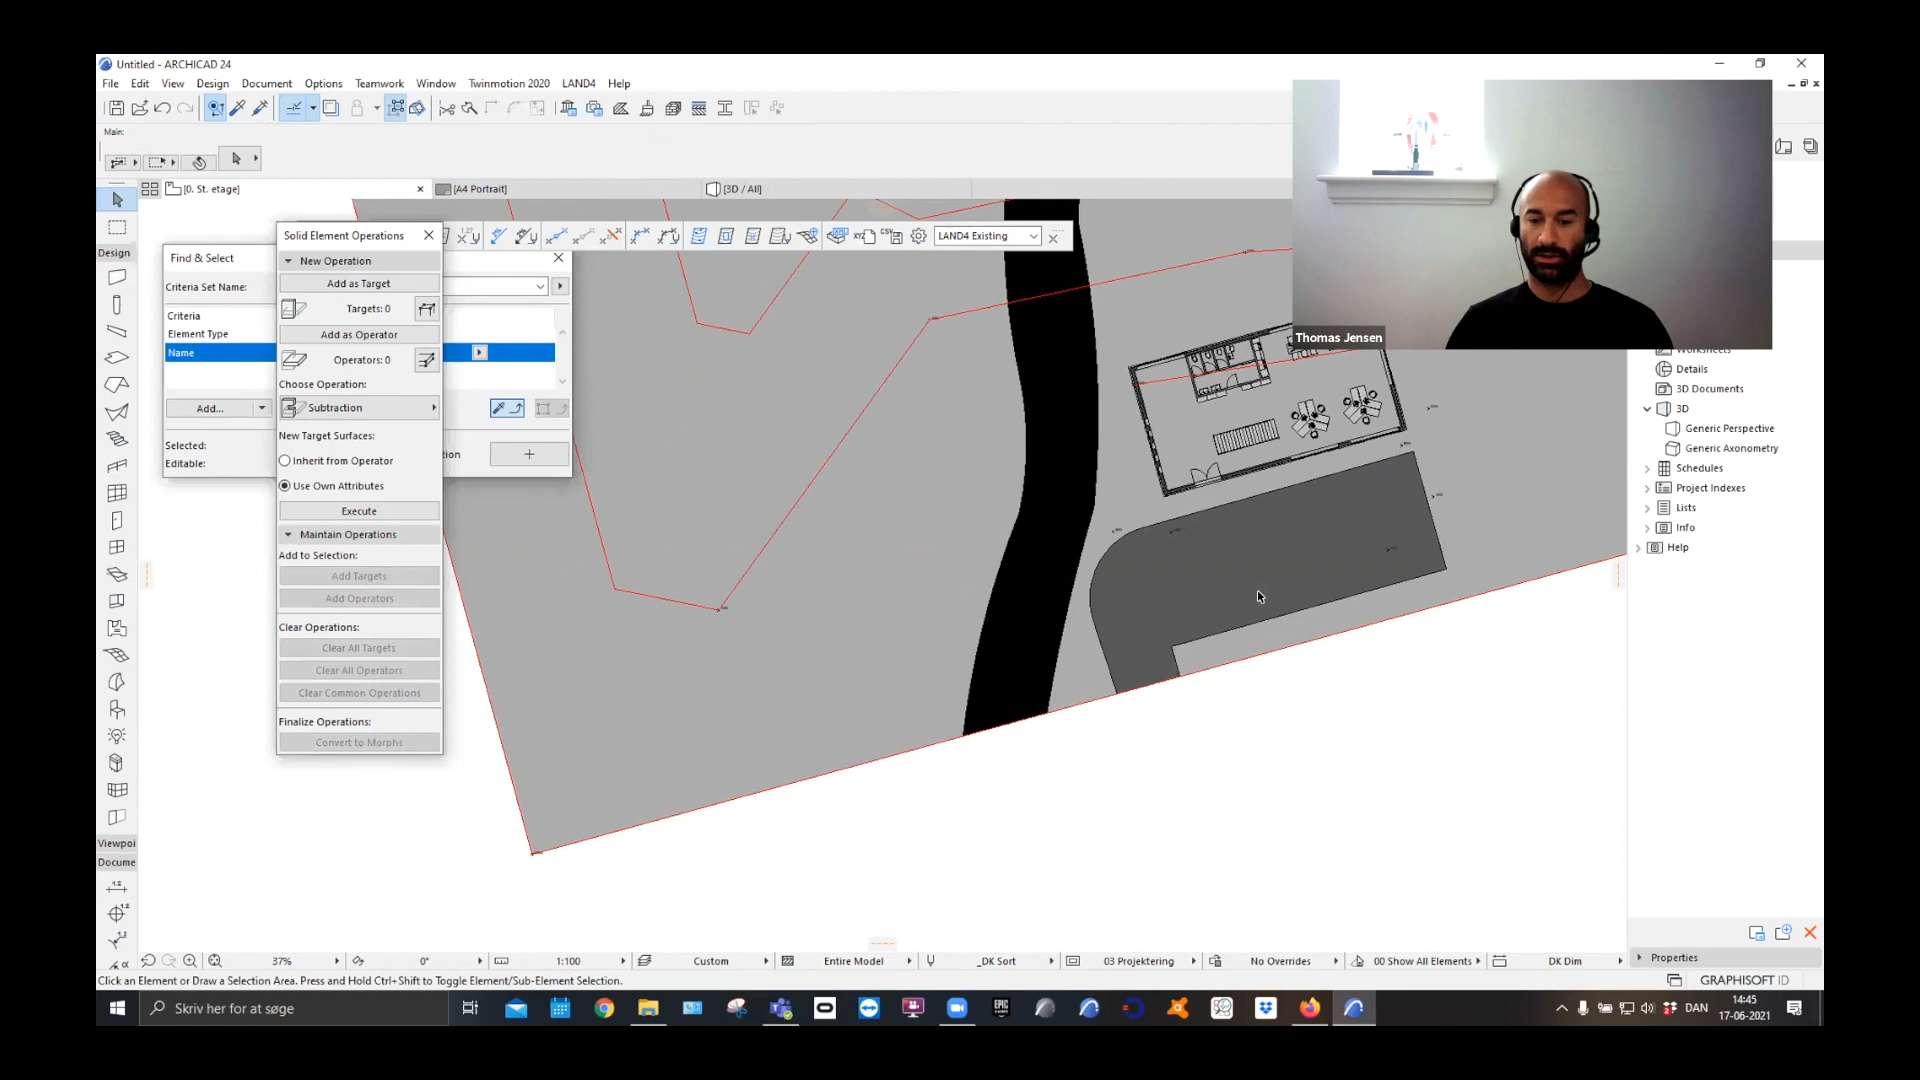 Untitled - ARCHICAD 24
File Edit View Design Document Options Teamwork Window Twinmotion 2020 LAND4 Help
Main:
[0. St. etage]
[A4 Portrait]
[3D / All]
Design
Viewpoi
Docume
Find & Select
Criteria Set Name:
Criteria
Element Type
Name
Add...
Selected:
Editable:
tion
Solid Element Operations
New Operation
Add as Target
Targets: 0
Add as Operator
Operators: 0
Choose Operation:
Subtraction
New Target Surfaces:
Inherit from Operator
Use Own Attributes
Execute
Maintain Operations
Add to Selection:
Add Targets
Add Operators
Clear Operations:
Clear All Targets
Clear All Operators
Clear Common Operations
Finalize Operations:
Convert to Morphs
LAND4 Existing
Thomas Jensen
Worksheets
Details
3D Documents
3D
Generic Perspective
Generic Axonometry
Schedules
Project Indexes
Lists
Info
Help
Properties
37% 0° 1:100 Custom Entire Model _DK Sort 03 Projektering No Overrides 00 Show All Elements DK Dim
Click an Element or Draw a Selection Area. Press and Hold Ctrl+Shift to Toggle Element/Sub-Element Selection.
GRAPHISOFT ID
Skriv her for at søge
EPIC
DAN
14:45
17-06-2021